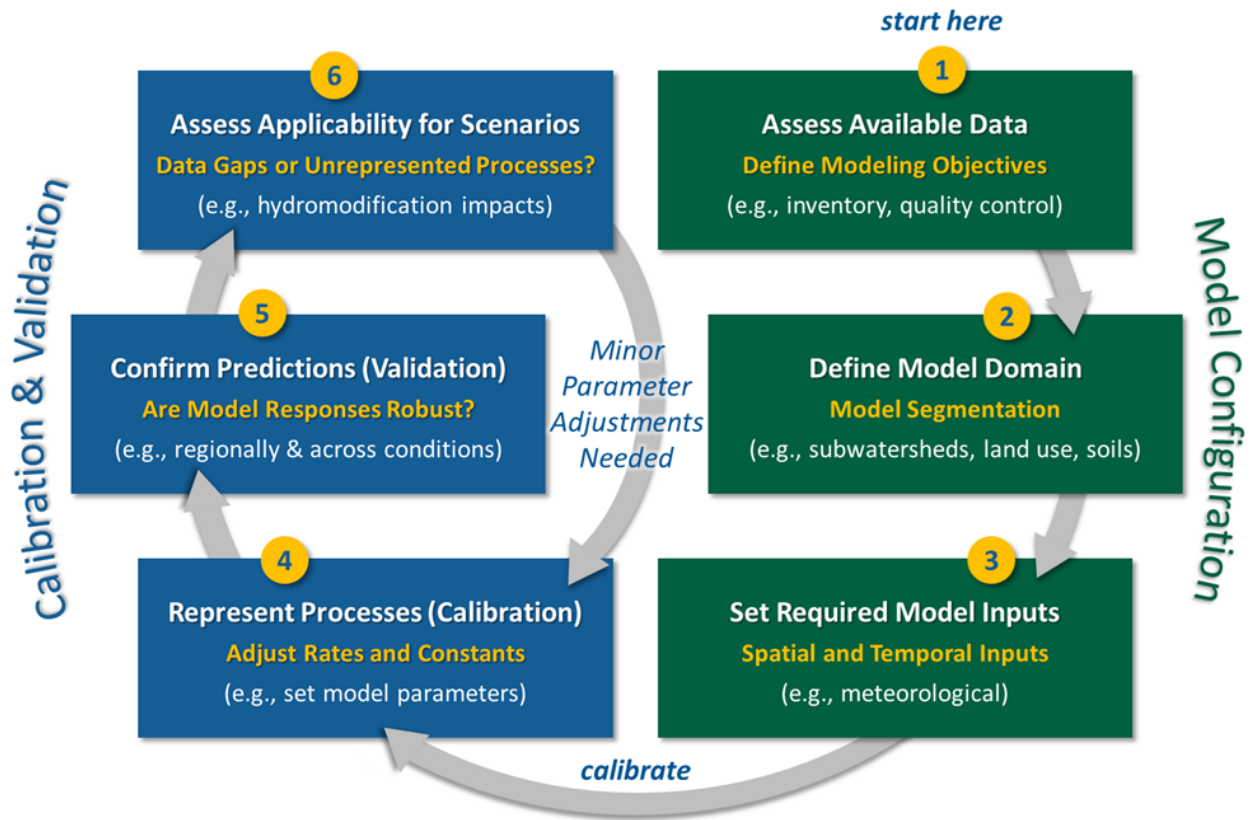 start here
1
Assess Available Data
Define Modeling Objectives
(e.g., inventory, quality control)
2
Define Model Domain
Model Segmentation
(e.g., subwatersheds, land use, soils)
3
Set Required Model Inputs
Spatial and Temporal Inputs
(e.g., meteorological)
Model Configuration
calibrate
4
Represent Processes (Calibration)
Adjust Rates and Constants
(e.g., set model parameters)
5
Confirm Predictions (Validation)
Are Model Responses Robust?
(e.g., regionally & across conditions)
6
Assess Applicability for Scenarios
Data Gaps or Unrepresented Processes?
(e.g., hydromodification impacts)
Minor
Parameter
Adjustments
Needed
Calibration & Validation